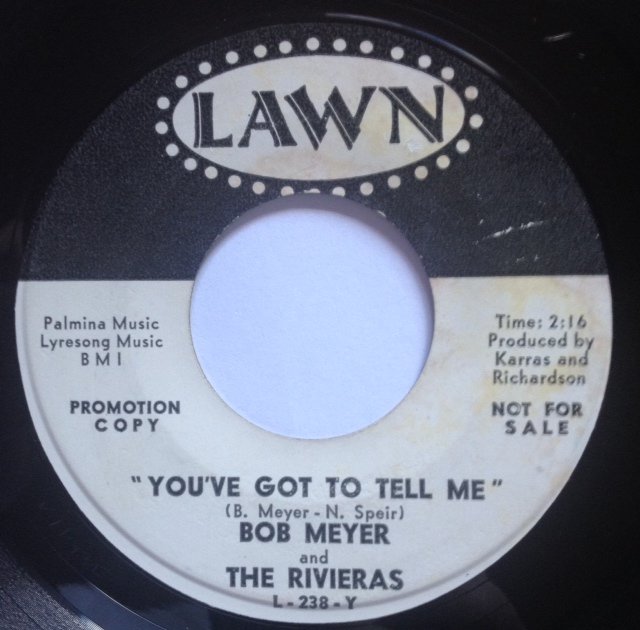 LAWN
Palmina Music
Lyresong Music
BMI
PROMOTION
COPY
Time: 2:16
Produced by
Karras and
Richardson
NOT FOR
SALE
"YOU'VE GOT TO TELL ME"
(B. Meyer - N. Speir)
BOB MEYER
and
THE RIVIERAS
L - 238 - Y